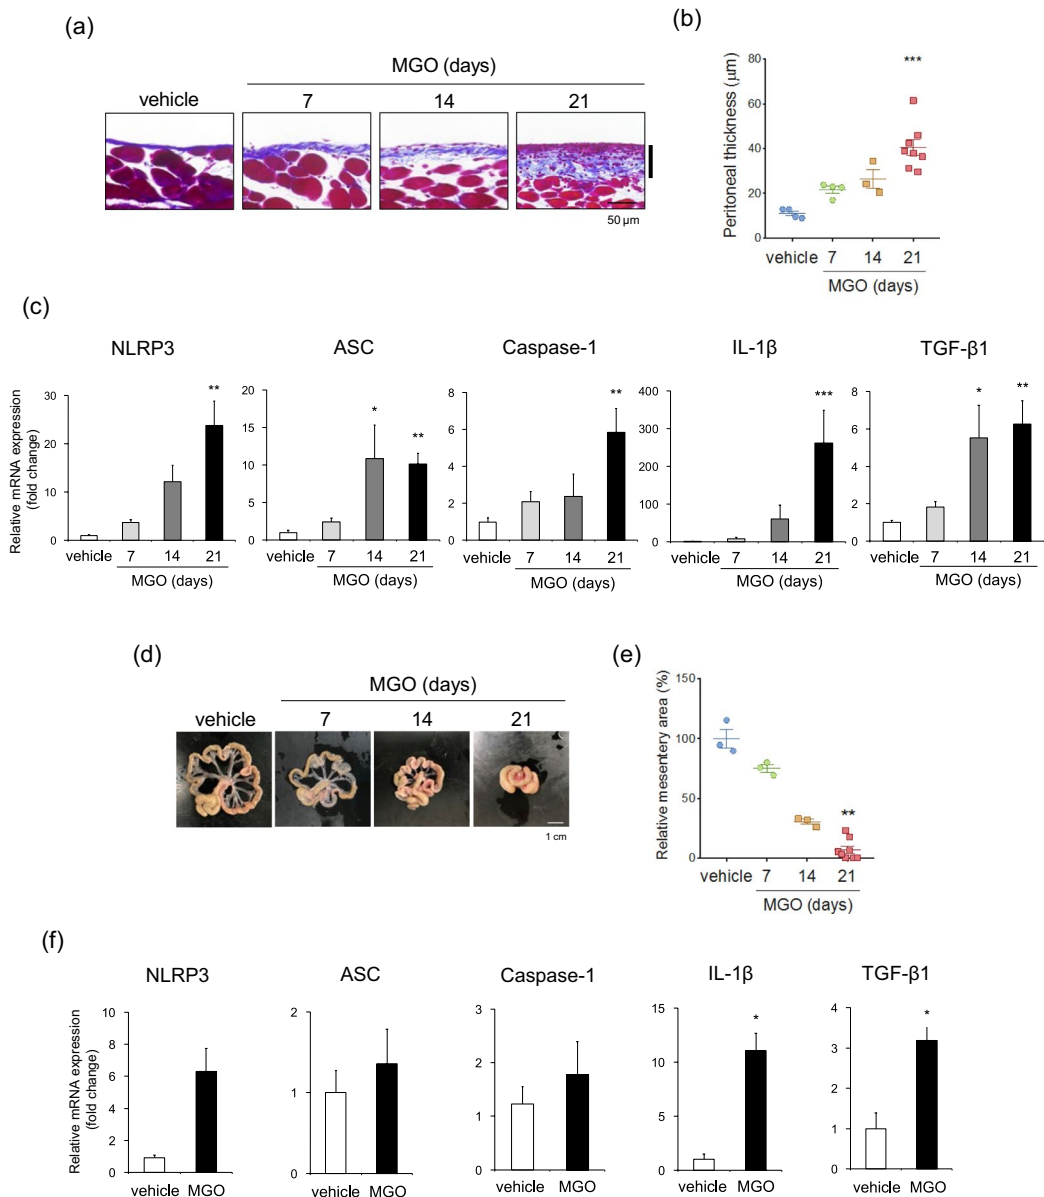 (a)
MGO (days)
vehicle 7 14 21
50 μm
(b)
Peritoneal thickness (μm)
80
60
40
20
0
***
vehicle 7 14 21
MGO (days)
(c)
Relative mRNA expression
(fold change)
NLRP3
30
20
10
0
**
vehicle 7 14 21
MGO (days)
ASC
20
15
10
5
0
*
**
vehicle 7 14 21
MGO (days)
Caspase-1
8
6
4
2
0
**
vehicle 7 14 21
MGO (days)
IL-1β
400
300
200
100
0
***
vehicle 7 14 21
MGO (days)
TGF-β1
8
6
4
2
0
*
**
vehicle 7 14 21
MGO (days)
(d)
MGO (days)
vehicle 7 14 21
1 cm
(e)
Relative mesentery area (%)
150
100
50
0
**
vehicle 7 14 21
MGO (days)
(f)
Relative mRNA expression
(fold change)
NLRP3
10
8
6
4
2
0
vehicle MGO
ASC
2
1
0
vehicle MGO
Caspase-1
3
2
1
0
vehicle MGO
IL-1β
15
10
5
0
*
vehicle MGO
TGF-β1
4
3
2
1
0
*
vehicle MGO